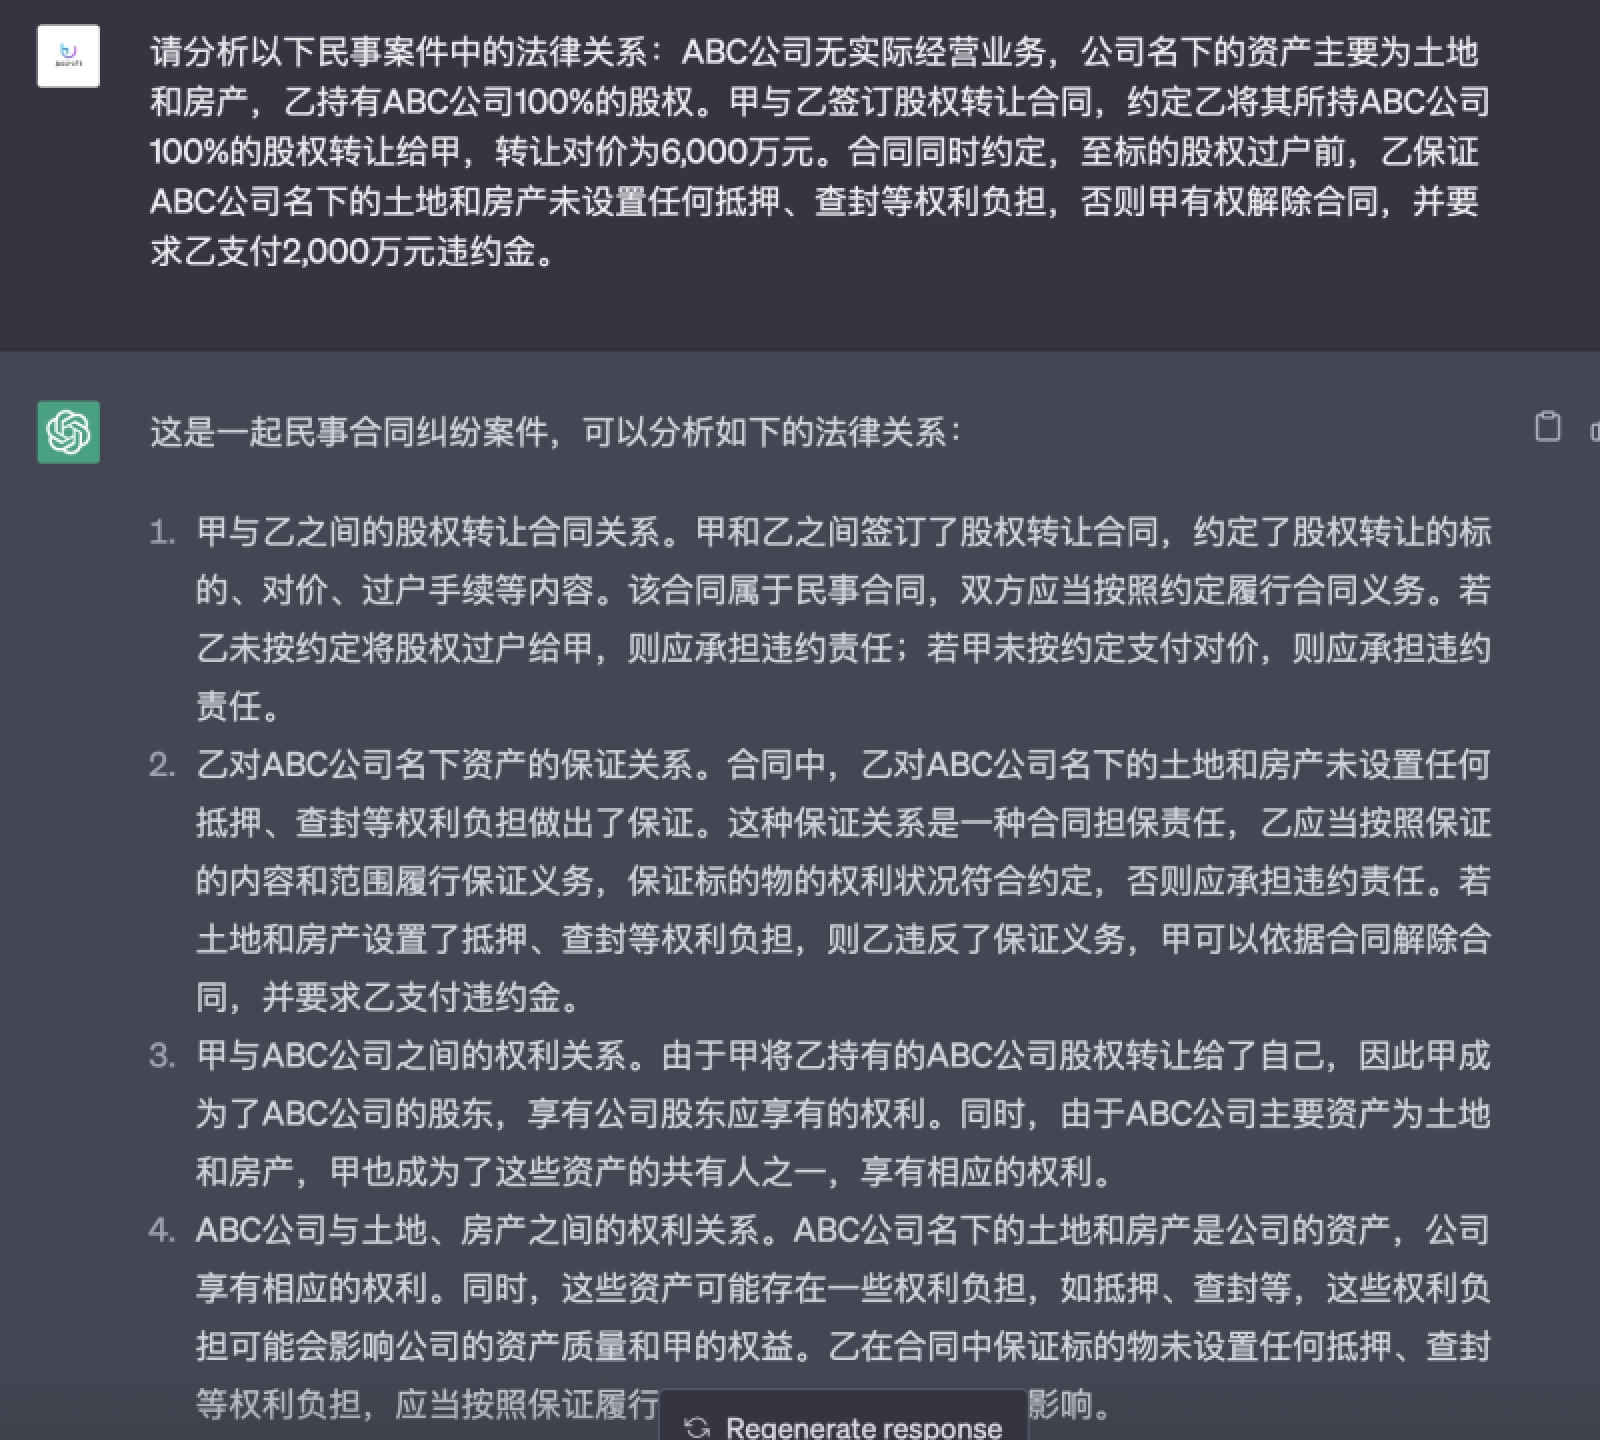 请分析以下民事案件中的法律关系：ABC公司无实际经营业务，公司名下的资产主要为土地
和房产，乙持有ABC公司100%的股权。甲与乙签订股权转让合同，约定乙将其所持ABC公司
100%的股权转让给甲，转让对价为6,000万元。合同同时约定，至标的股权过户前，乙保证
ABC公司名下的土地和房产未设置任何抵押、查封等权利负担，否则甲有权解除合同，并要
求乙支付2,000万元违约金。
这是一起民事合同纠纷案件，可以分析如下的法律关系：
1. 甲与乙之间的股权转让合同关系。甲和乙之间签订了股权转让合同，约定了股权转让的标
的、对价、过户手续等内容。该合同属于民事合同，双方应当按照约定履行合同义务。若
乙未按约定将股权过户给甲，则应承担违约责任；若甲未按约定支付对价，则应承担违约
责任。
2. 乙对ABC公司名下资产的保证关系。合同中，乙对ABC公司名下的土地和房产未设置任何
抵押、查封等权利负担做出了保证。这种保证关系是一种合同担保责任，乙应当按照保证
的内容和范围履行保证义务，保证标的物的权利状况符合约定，否则应承担违约责任。若
土地和房产设置了抵押、查封等权利负担，则乙违反了保证义务，甲可以依据合同解除合
同，并要求乙支付违约金。
3. 甲与ABC公司之间的权利关系。由于甲将乙持有的ABC公司股权转让给了自己，因此甲成
为了ABC公司的股东，享有公司股东应享有的权利。同时，由于ABC公司主要资产为土地
和房产，甲也成为了这些资产的共有人之一，享有相应的权利。
4. ABC公司与土地、房产之间的权利关系。ABC公司名下的土地和房产是公司的资产，公司
享有相应的权利。同时，这些资产可能存在一些权利负担，如抵押、查封等，这些权利负
担可能会影响公司的资产质量和甲的权益。乙在合同中保证标的物未设置任何抵押、查封
等权利负担，应当按照保证履行 影响。
Regenerate response